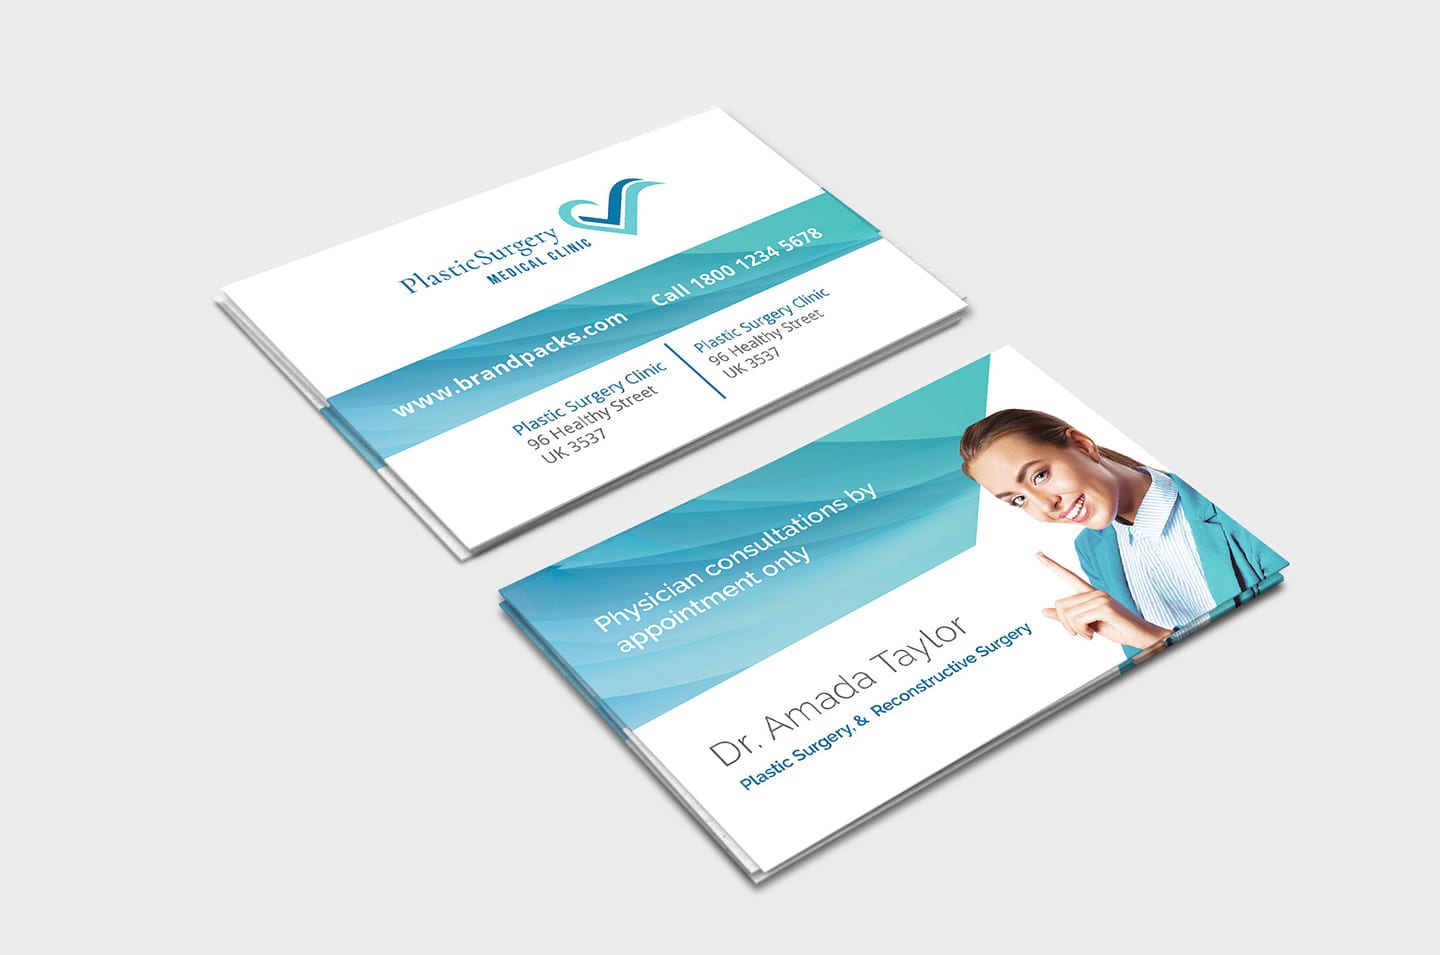 PlasticSurgery
MEDICAL CLINIC
www.brandpacks.com Call 1800 1234 5678
Plastic Surgery Clinic
96 Healthy Street
UK 3537
Plastic Surgery Clinic
96 Healthy Street
UK 3537
Physician consultations by
appointment only
Dr. Amada Taylor
Plastic Surgery, & Reconstructive Surgery